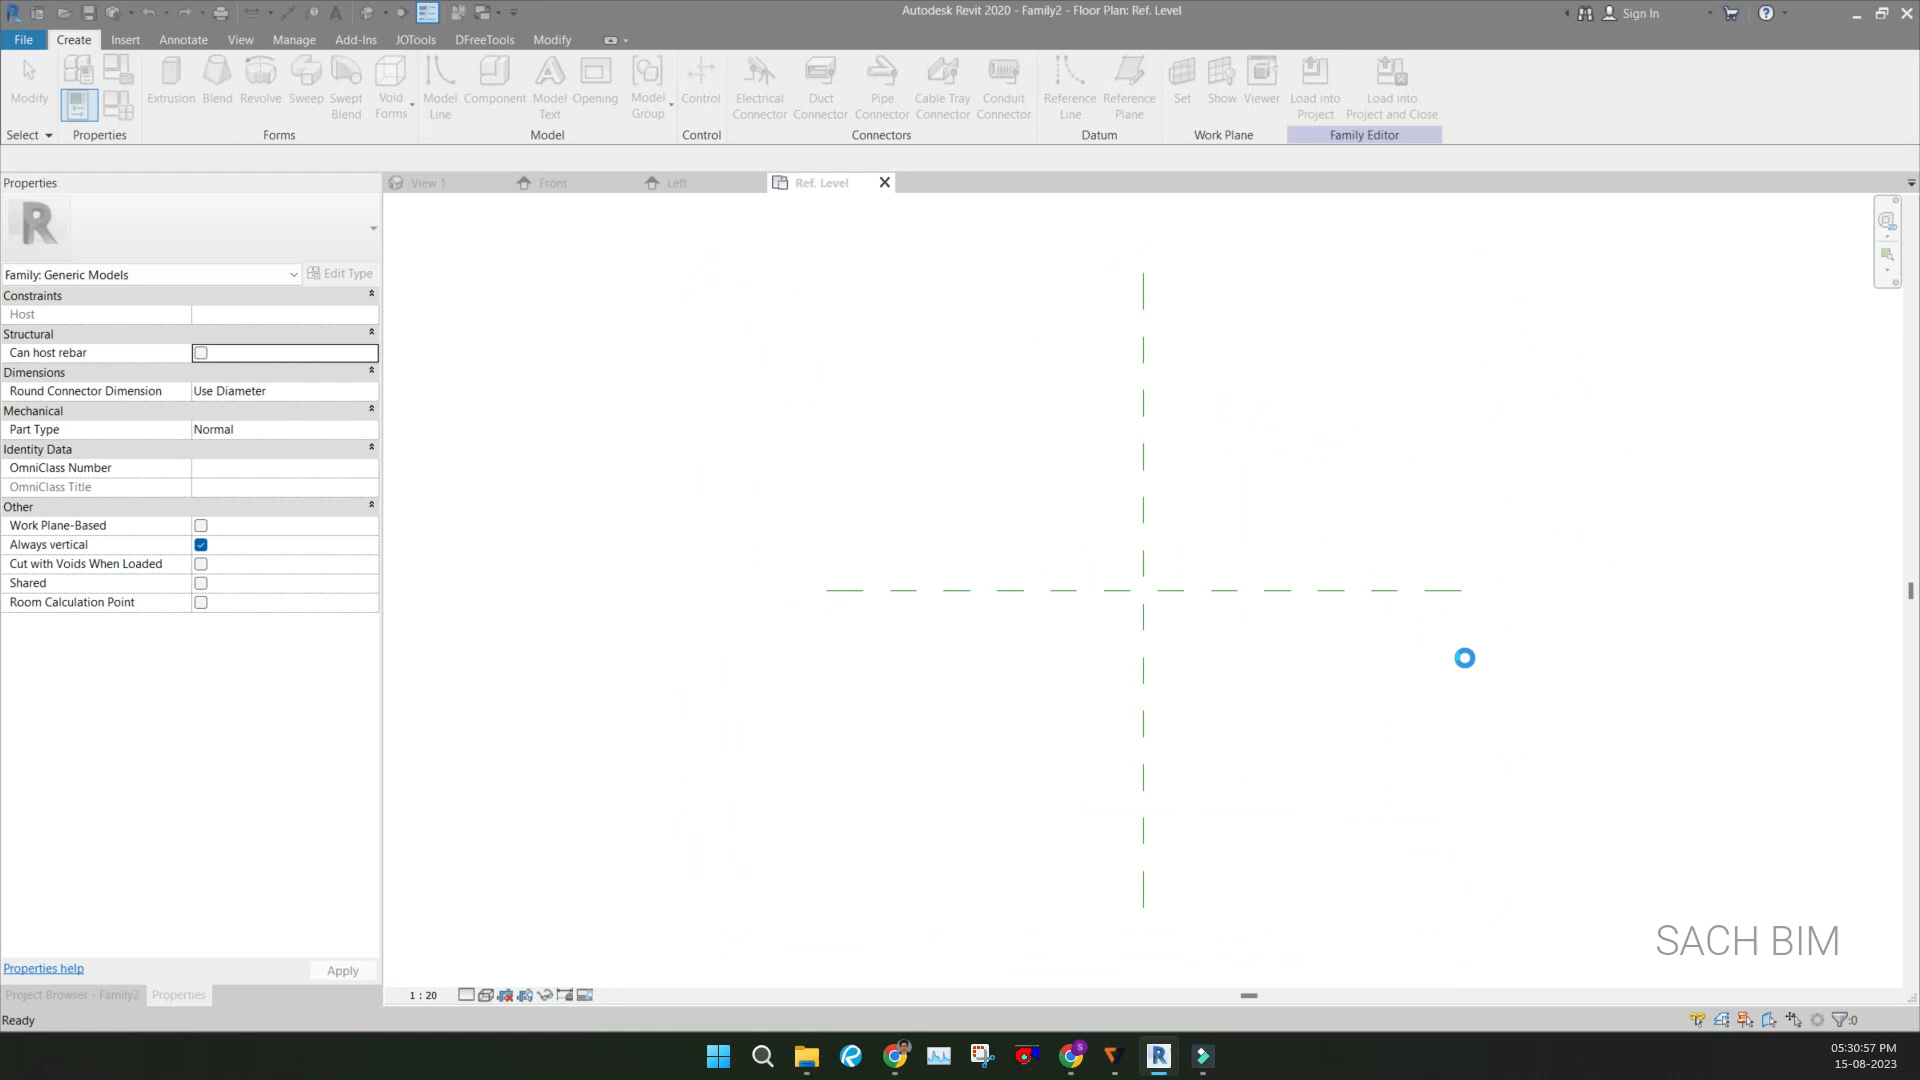 Autodesk Revit 2020 - Family2 - Floor Plan: Ref. Level
Sign In
File Create Insert Annotate View Manage Add-Ins JOTools DFreeTools Modify
Modify Extrusion Blend Revolve Sweep Swept Blend Void Forms Model Line Component Model Text Opening Model Group Control Electrical Connector Duct Connector Pipe Connector Cable Tray Connector Conduit Connector Reference Line Reference Plane Set Show Viewer Load into Project Load into Project and Close
Select Properties Forms Model Control Connectors Datum Work Plane Family Editor
Properties
View 1 Front Left Ref. Level
R
Family: Generic Models Edit Type
Constraints
Host
Structural
Can host rebar
Dimensions
Round Connector Dimension Use Diameter
Mechanical
Part Type Normal
Identity Data
OmniClass Number
OmniClass Title
Other
Work Plane-Based
Always vertical
Cut with Voids When Loaded
Shared
Room Calculation Point
SACH BIM
Properties help Apply
Project Browser - Family2 Properties
1 : 20
Ready
:0
05:30:57 PM
15-08-2023